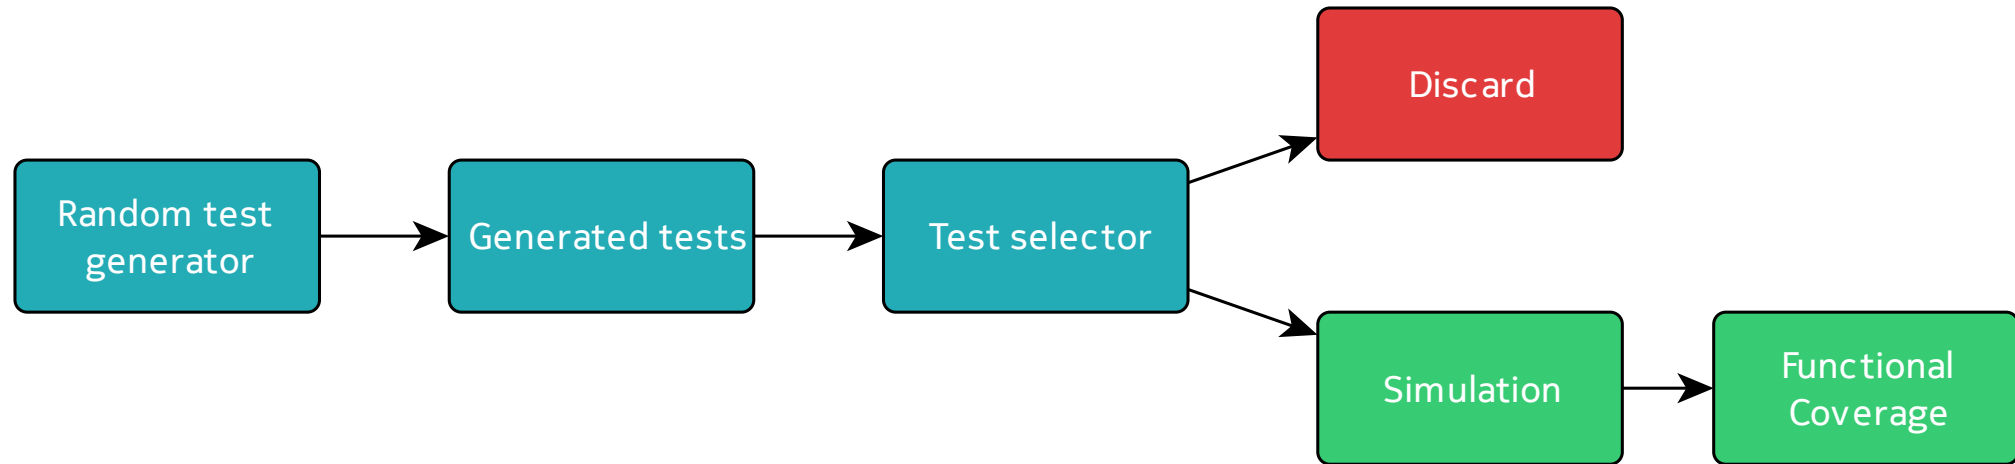 Random test
generator
Generated tests
Test selector
Discard
Simulation
Functional
Coverage